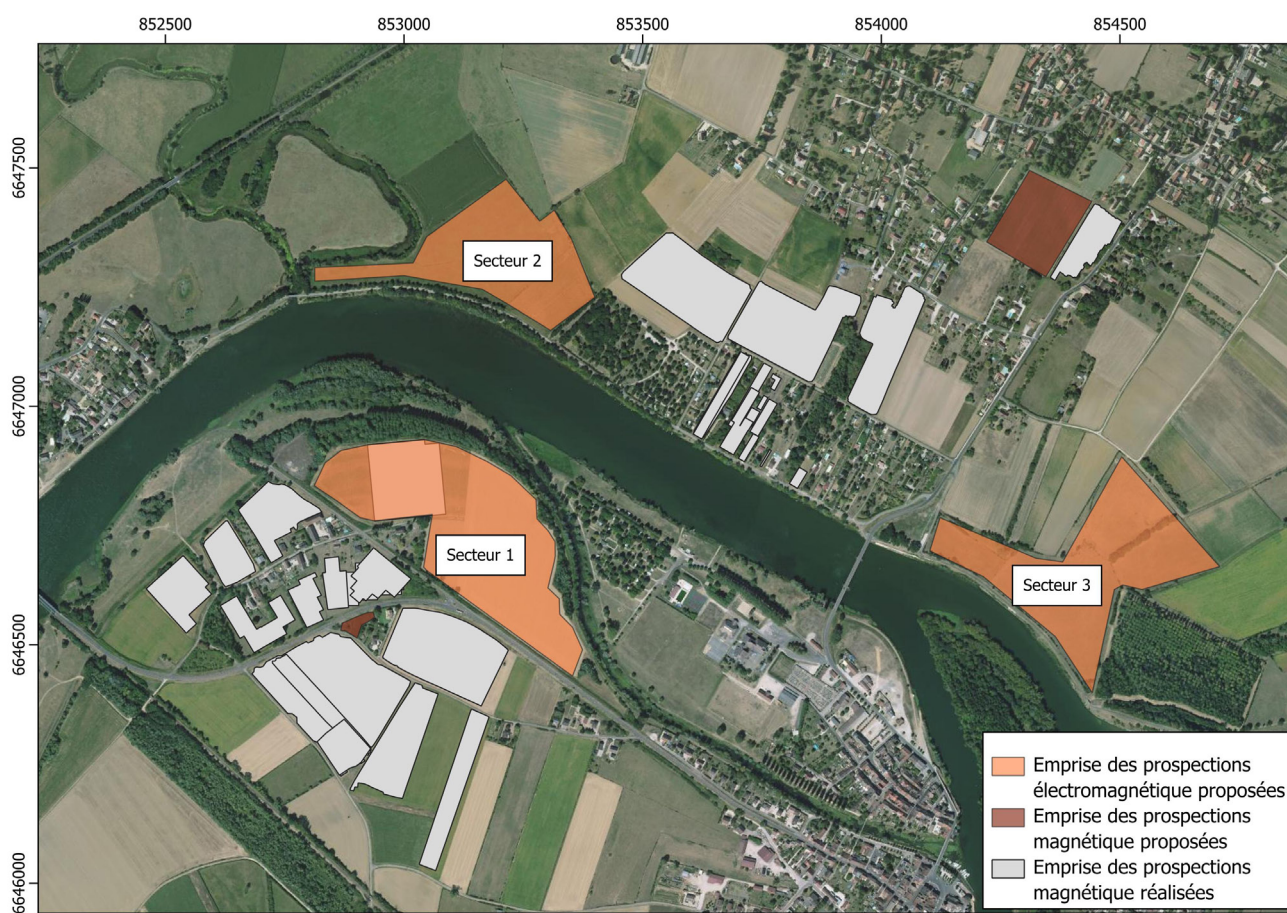 852500
853000
853500
854000
854500
6647500
6647000
6646500
6646000
Secteur 2
Secteur 1
Secteur 3
Emprise des prospections
électromagnétique proposées
Emprise des prospections
magnétique proposées
Emprise des prospections
magnétique réalisées